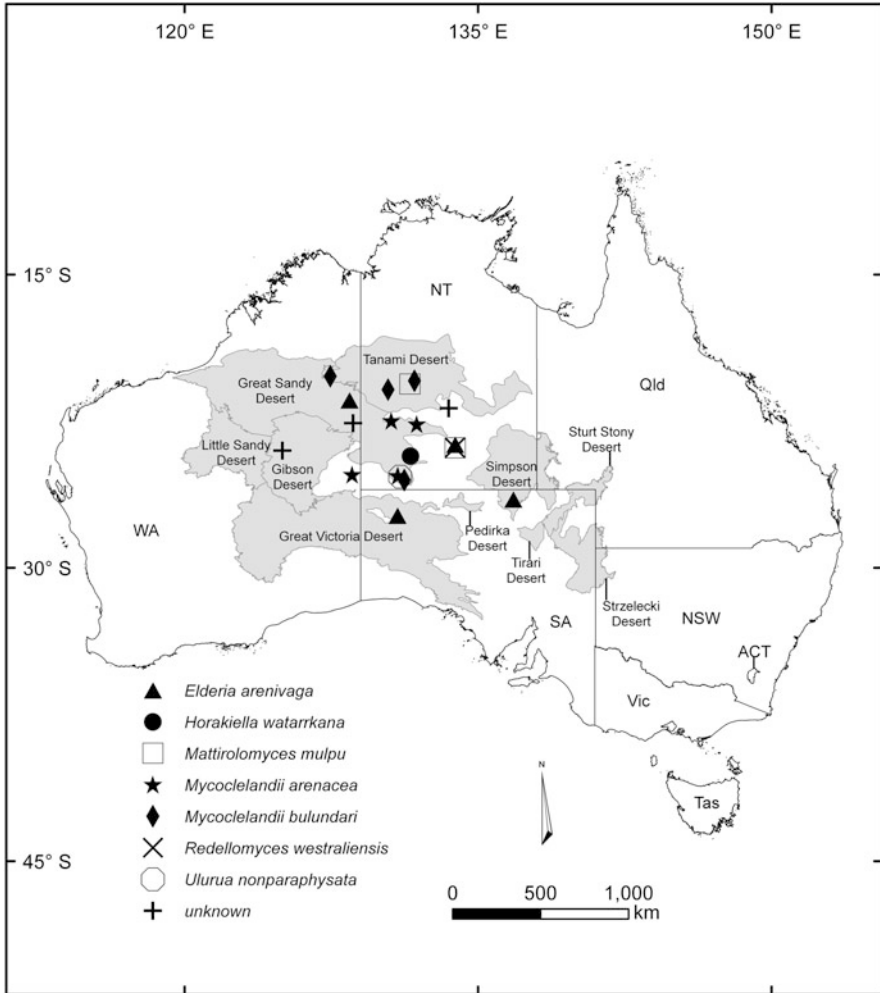 120° E
135° E
150° E
15° S
NT
Tanami Desert
Great Sandy
Desert
Qld
Little Sandy
Desert
Gibson
Desert
Simpson
Desert
Sturt Stony
Desert
WA
Great Victoria Desert
Pedirka
Desert
Tirari
Desert
30° S
Strzelecki
Desert
SA
NSW
ACT
Vic
Elderia arenivaga
Horakiella watarrkana
Mattirolomyces mulpu
Mycoclelandii arenacea
Mycoclelandii bulundari
Redellomyces westraliensis
Ulurua nonparaphysata
unknown
N
Tas
45° S
0 500 1,000
km